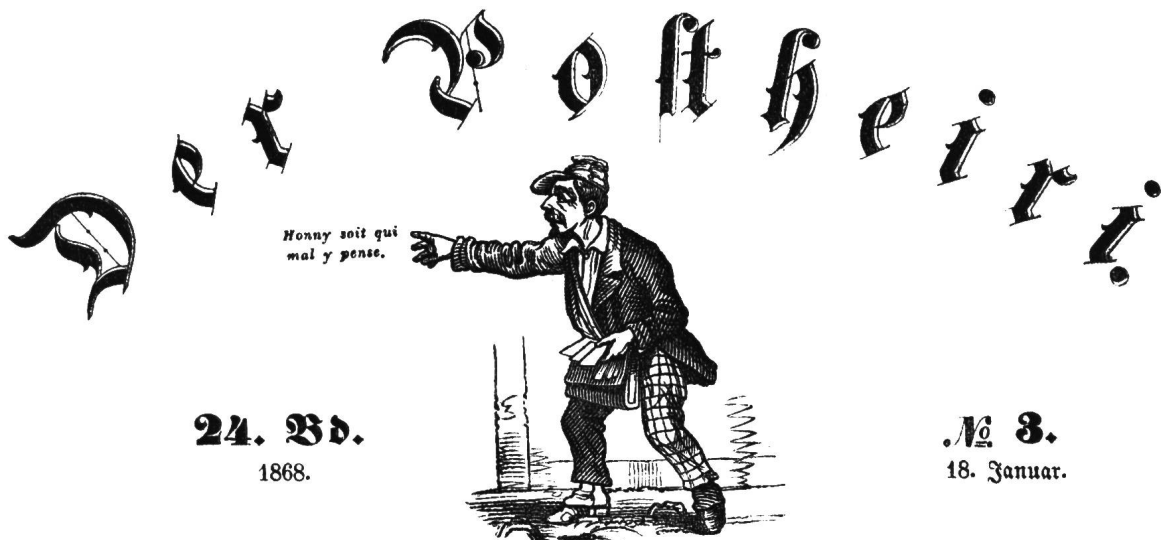 Der Postheiri.
Honny soit qui
mal y pense.
24. Bd.
1868.
№ 3.
18. Januar.